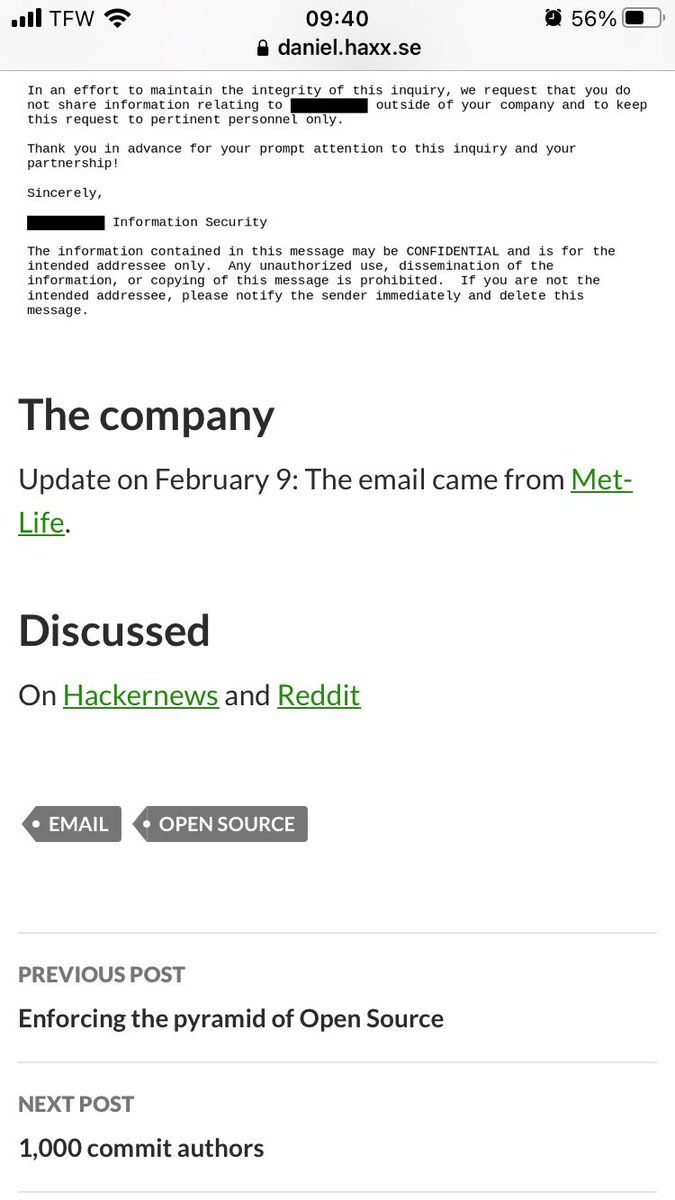 TFW 09:40 56%
daniel.haxx.se
In an effort to maintain the integrity of this inquiry, we request that you do
not share information relating to outside of your company and to keep
this request to pertinent personnel only.
Thank you in advance for your prompt attention to this inquiry and your
partnership!
Sincerely,
Information Security
The information contained in this message may be CONFIDENTIAL and is for the
intended addressee only.  Any unauthorized use, dissemination of the
information, or copying of this message is prohibited.  If you are not the
intended addressee, please notify the sender immediately and delete this
message.
The company
Update on February 9: The email came from Met-
Life.
Discussed
On Hackernews and Reddit
EMAIL OPEN SOURCE
PREVIOUS POST
Enforcing the pyramid of Open Source
NEXT POST
1,000 commit authors